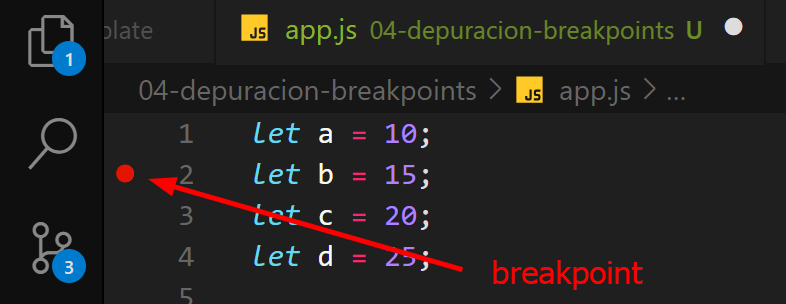 plate
JS app.js 04-depuracion-breakpoints U
1
04-depuracion-breakpoints > JS app.js > ...
1 let a = 10;
2 let b = 15;
3 let c = 20;
4 let d = 25;
3
breakpoint
5